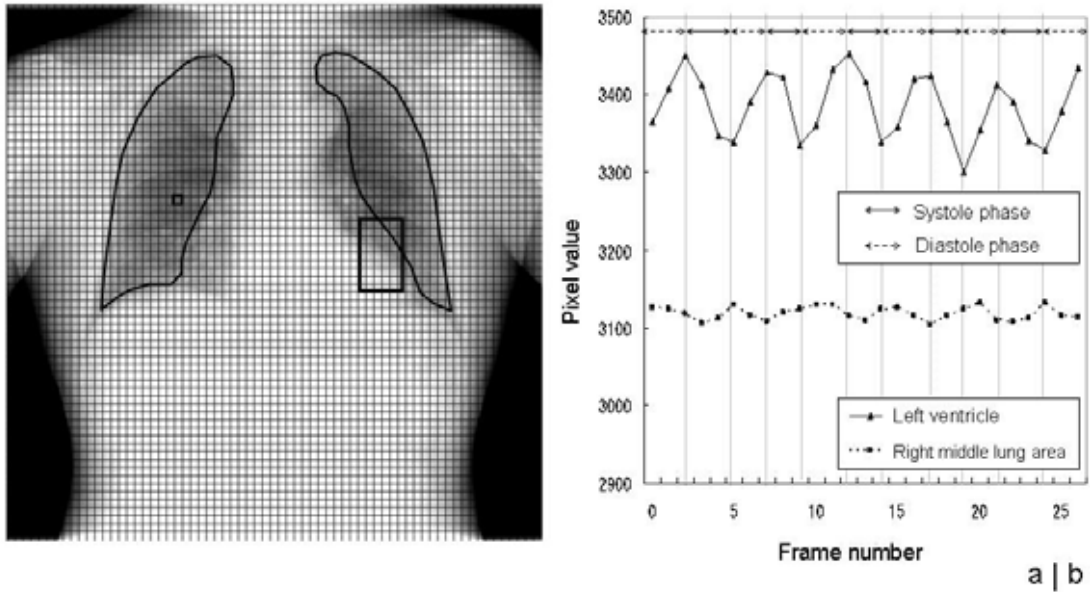 3500
3400
3300
3200
3100
3000
2900
Pixel value
Systole phase
Diastole phase
Left ventricle
Right middle lung area
0 5 10 15 20 25
Frame number
a | b